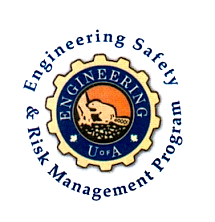 Engineering Safety
& Risk Management Program
ENGINEERING
U OF A